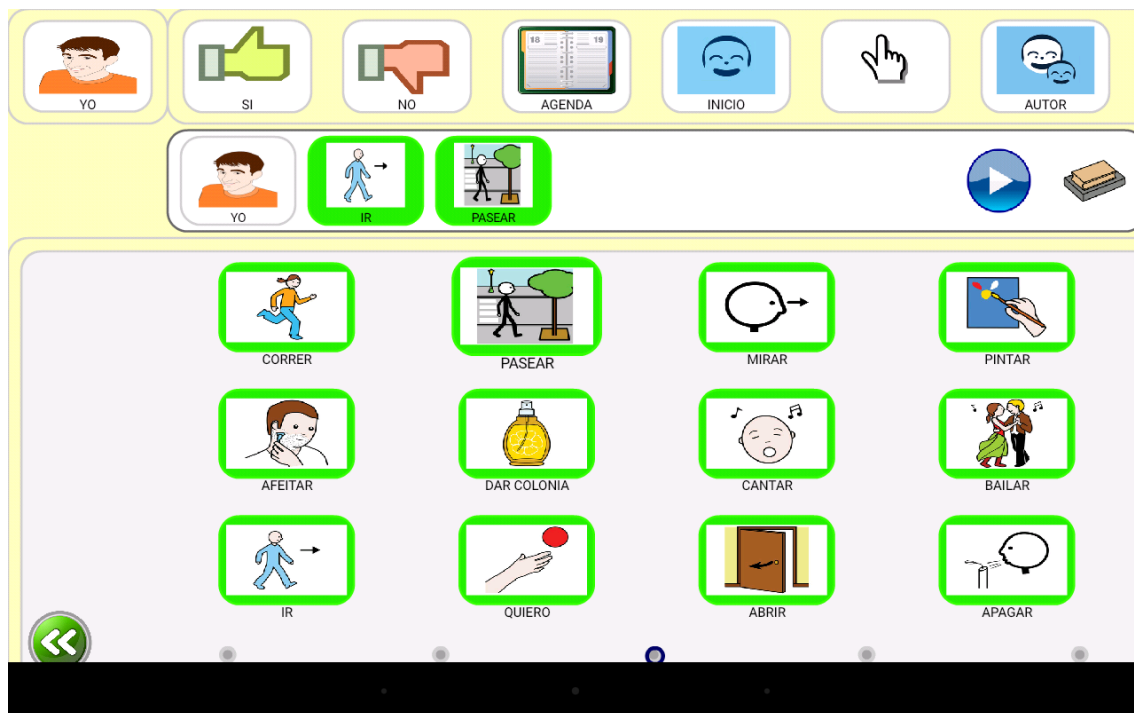 YO
SI
NO
AGENDA
INICIO
AUTOR
YO
IR
PASEAR
CORRER
PASEAR
MIRAR
PINTAR
AFEITAR
DAR COLONIA
CANTAR
BAILAR
IR
QUIERO
ABRIR
APAGAR